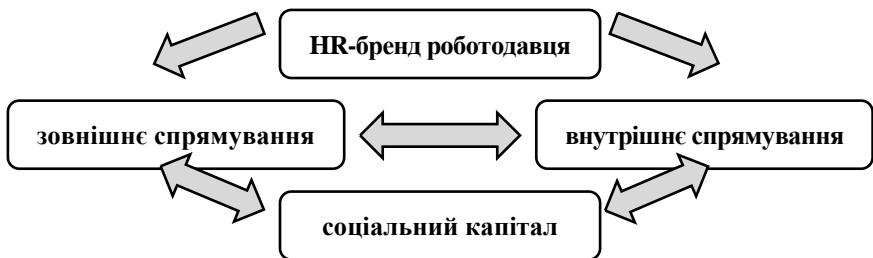 HR-бренд роботодавця
зовнішнє спрямування
внутрішнє спрямування
соціальний капітал